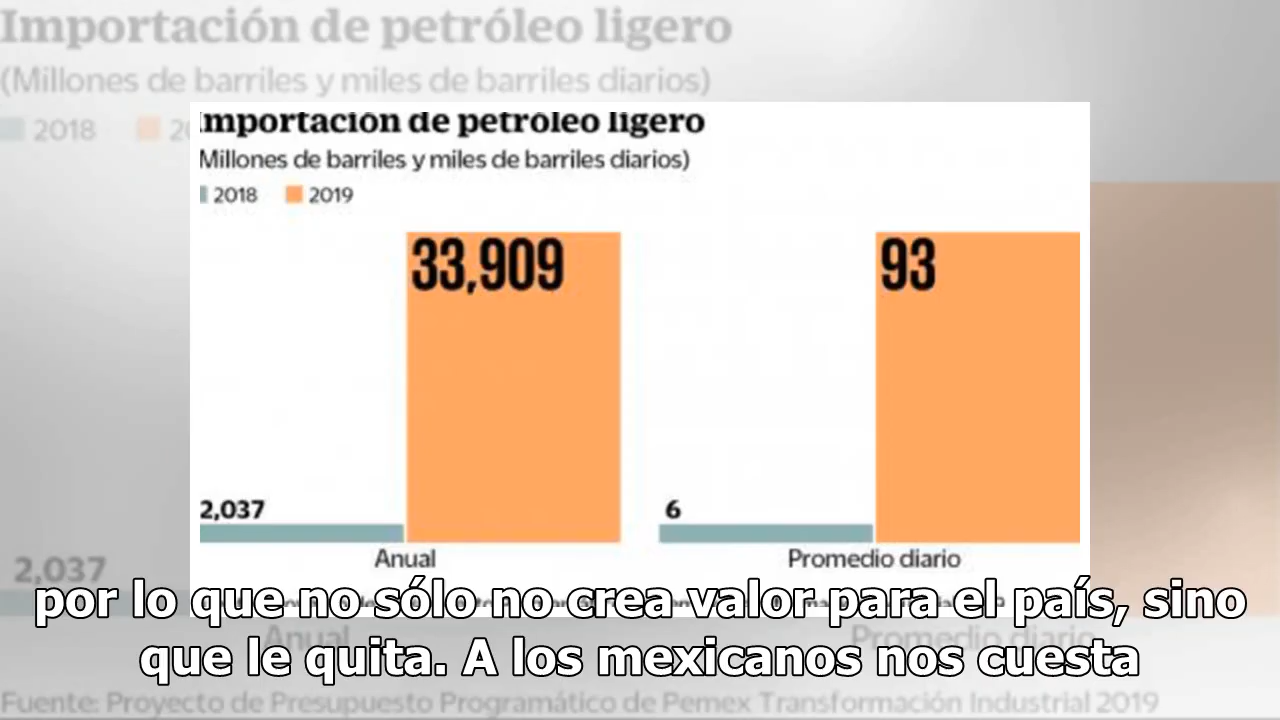 Importación de petróleo ligero
(Millones de barriles y miles de barriles diarios)
2018
Importación de petróleo ligero
Millones de barriles y miles de barriles diarios)
2018 2019
33,909
93
2,037
6
Anual Promedio diario
2,037
por lo que no sólo no crea valor para el país, sino
que le quita. A los mexicanos nos cuesta
Anual Promedio diario
Fuente: Proyecto de Presupuesto Programático de Pemex Transformación Industrial 2019